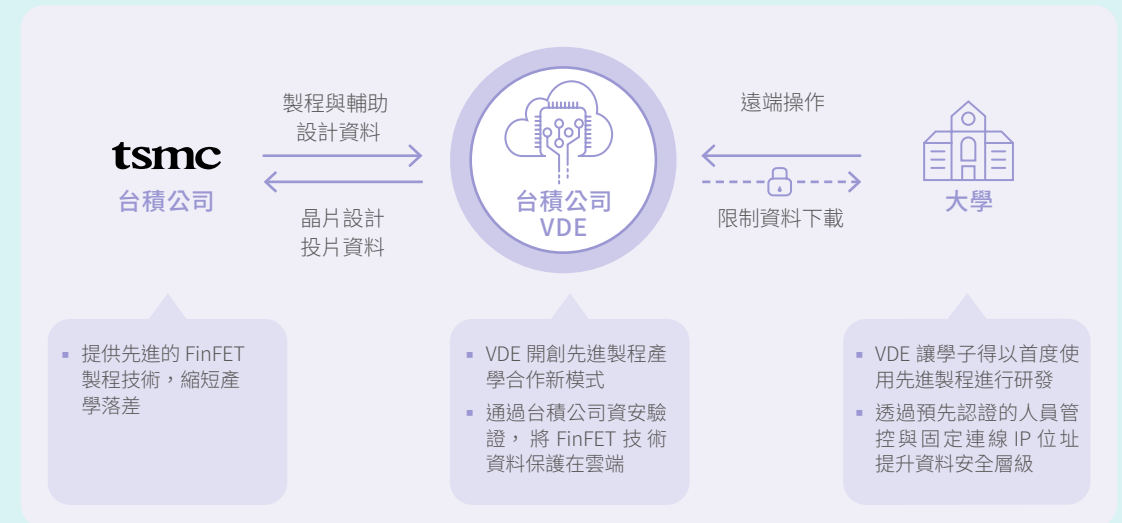 製程與輔助
設計資料
遠端操作
tsmc
台積公司
台積公司
VDE
大學
晶片設計
投片資料
限制資料下載
▪ 提供先進的 FinFET
製程技術，縮短產
學落差
▪ VDE 開創先進製程產
學合作新模式
▪ 通過台積公司資安驗
證，將 FinFET 技術
資料保護在雲端
▪ VDE 讓學子得以首度使
用先進製程進行研發
▪ 透過預先認證的人員管
控與固定連線 IP 位址
提升資料安全層級